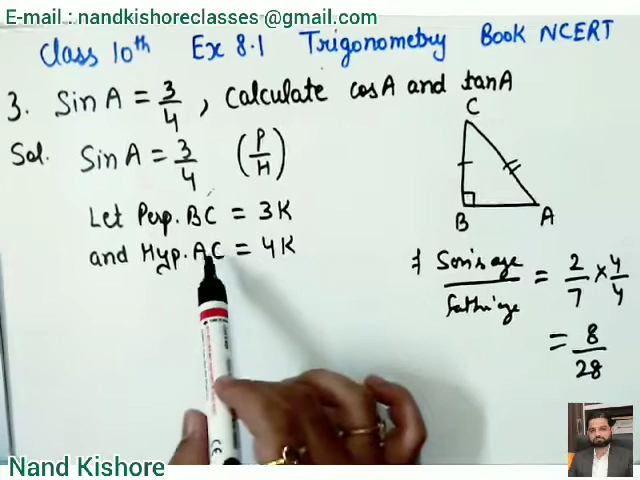 E-mail : nandkishoreclasses @gmail.com
Class 10th Ex 8.1 Trigonometry Book NCERT
3. Sin A = 3/4 , Calculate cosA and tanA
Sol. Sin A = 3/4 (P/H)
Let Perp. BC = 3K
and Hyp. AC = 4K
C
B
A
Son's age / Father's age = 2/7 × 4/4
= 8/28
Nand Kishore